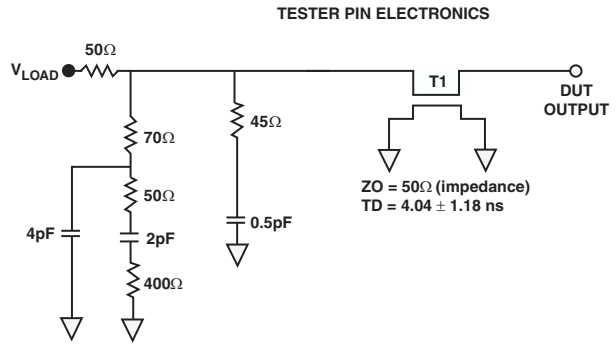 TESTER PIN ELECTRONICS
50Ω
VLOAD
T1
DUT
OUTPUT
70Ω
45Ω
50Ω
ZO = 50Ω (impedance)
TD = 4.04 ± 1.18 ns
4pF
2pF
0.5pF
400Ω